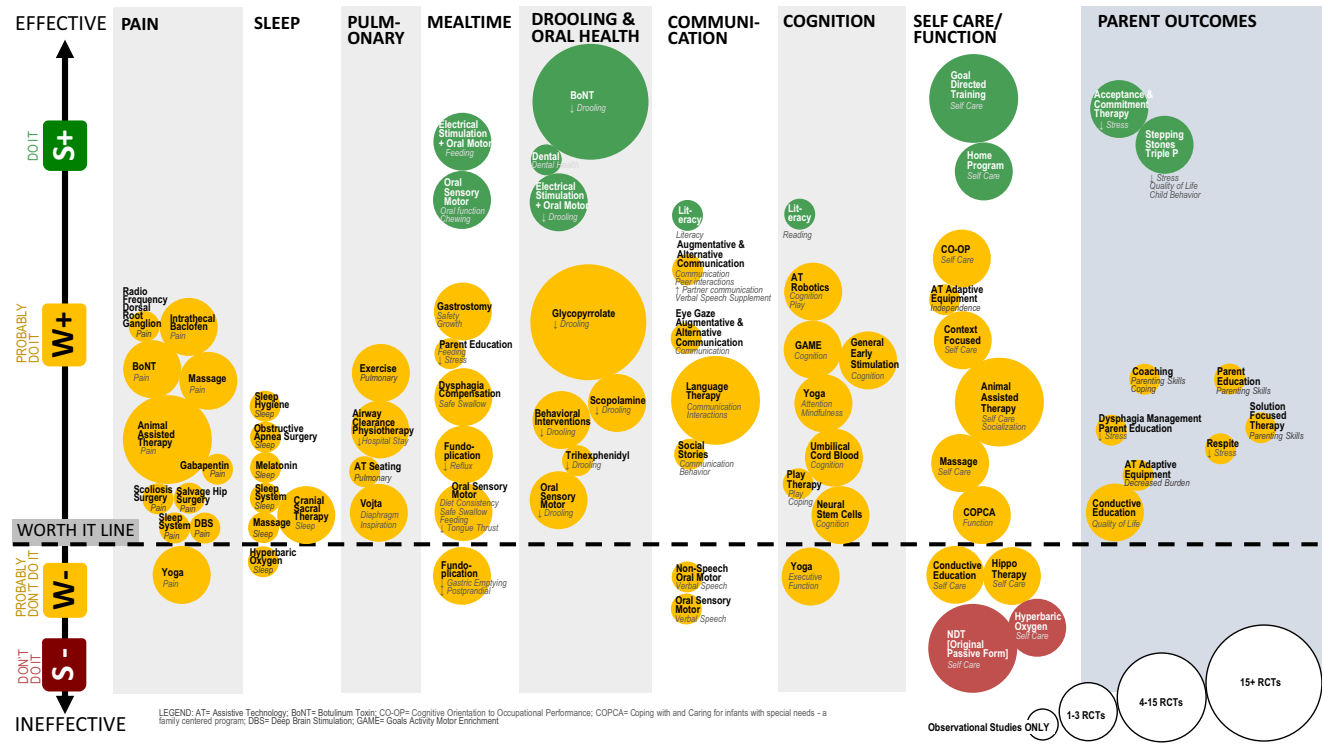 EFFECTIVE
DO IT
S+
PROBABLY
DO IT
W+
WORTH IT LINE
PROBABLY
DON'T DO IT
W-
DON'T
DO IT
S -
INEFFECTIVE
PAIN
Radio
Frequency
Dorsal
Root
Ganglion
Pain
Intrathecal
Baclofen
Pain
BoNT
Pain
Massage
Pain
Animal
Assisted
Therapy
Pain
Gabapentin
Pain
Scoliosis
Surgery
Pain
Salvage Hip
Surgery
Pain
Sleep
System
Pain
DBS
Pain
Yoga
Pain
SLEEP
Sleep
Hygiene
Sleep
Obstructive
Apnea Surgery
Sleep
Melatonin
Sleep
Sleep
System
Sleep
Cranial
Sacral
Therapy
Sleep
Massage
Sleep
Hyperbaric
Oxygen
Sleep
PULM-
ONARY
Exercise
Pulmonary
Airway
Clearance
Physiotherapy
↓Hospital Stay
AT Seating
Pulmonary
Vojta
Diaphragm
Inspiration
MEALTIME
Electrical
Stimulation
+ Oral Motor
Feeding
Oral
Sensory
Motor
Oral function
Chewing
Gastrostomy
Safety
Growth
Parent Education
Feeding
↓ Stress
Dysphagia
Compensation
Safe Swallow
Fundo-
plication
↓ Reflux
Oral Sensory
Motor
Diet Consistency
Safe Swallow
Feeding
↓ Tongue Thrust
Fundo-
plication
↓ Gastric Emptying
↓ Postprandial
DROOLING &
ORAL HEALTH
BoNT
↓ Drooling
Dental
Dental Health
Electrical
Stimulation
+ Oral Motor
↓ Drooling
Glycopyrrolate
↓ Drooling
Scopolamine
↓ Drooling
Behavioral
Interventions
↓ Drooling
Trihexphenidyl
↓ Drooling
Oral
Sensory
Motor
↓ Drooling
COMMUNI-
CATION
Lit-
eracy
Literacy
Augmentative &
Alternative
Communication
Communication
Peer interactions
↑ Partner communication
Verbal Speech Supplement
Eye Gaze
Augmentative &
Alternative
Communication
Communication
Language
Therapy
Communication
Interactions
Social
Stories
Communication
Behavior
Non-Speech
Oral Motor
Verbal Speech
Oral Sensory
Motor
Verbal Speech
COGNITION
Lit-
eracy
Reading
AT
Robotics
Cognition
Play
GAME
Cognition
General
Early
Stimulation
Cognition
Yoga
Attention
Mindfulness
Umbilical
Cord Blood
Cognition
Play
Therapy
Play
Coping
Neural
Stem Cells
Cognition
Yoga
Executive
Function
SELF CARE/
FUNCTION
Goal
Directed
Training
Self Care
Home
Program
Self Care
CO-OP
Self Care
AT Adaptive
Equipment
Independence
Context
Focused
Self Care
Animal
Assisted
Therapy
Self Care
Socialization
Massage
Self Care
COPCA
Function
Conductive
Education
Self Care
Hippo
Therapy
Self Care
NDT
[Original
Passive Form]
Self Care
Hyperbaric
Oxygen
Self Care
PARENT OUTCOMES
Acceptance &
Commitment
Therapy
↓ Stress
Stepping
Stones
Triple P
↓ Stress
Quality of Life
Child Behavior
Coaching
Parenting Skills
Coping
Parent
Education
Parenting Skills
Dysphagia Management
Parent Education
↓ Stress
Solution
Focused
Therapy
Parenting Skills
Respite
↓ Stress
AT Adaptive
Equipment
Decreased Burden
Conductive
Education
Quality of Life
LEGEND: AT= Assistive Technology; BoNT= Botulinum Toxin; CO-OP= Cognitive Orientation to Occupational Performance; COPCA= Coping with and Caring for infants with special needs - a
family centered program; DBS= Deep Brain Stimulation; GAME= Goals Activity Motor Enrichment
Observational Studies ONLY
1-3 RCTs
4-15 RCTs
15+ RCTs